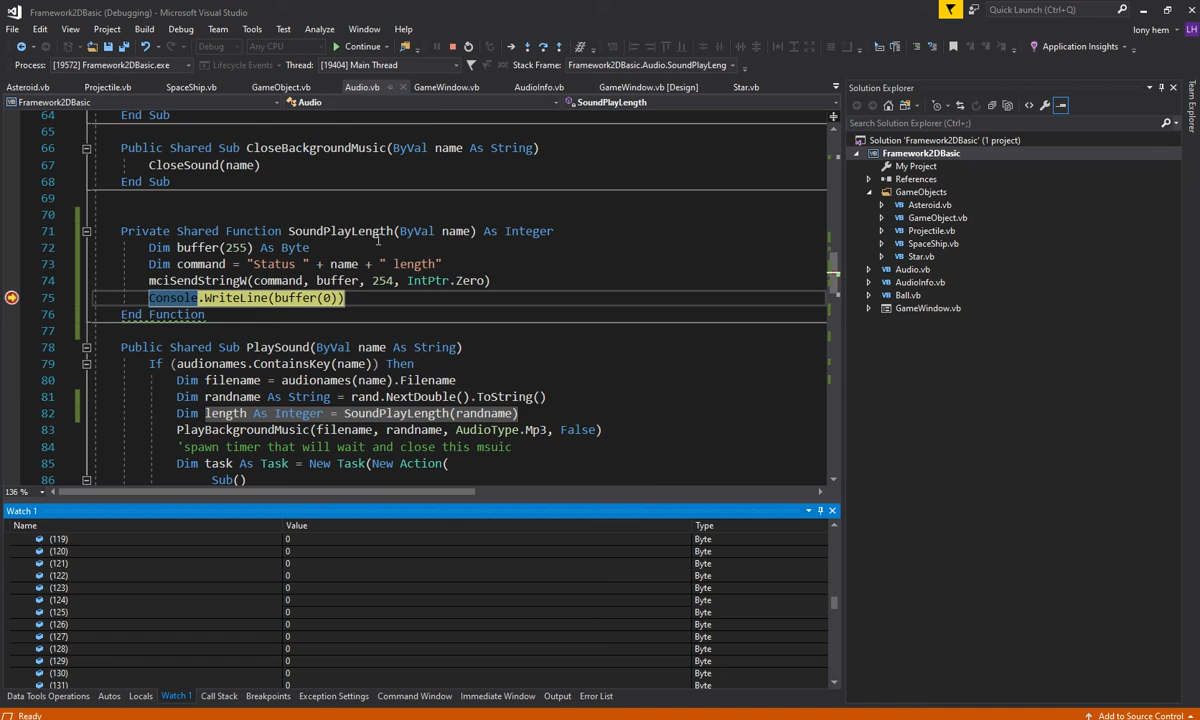 Framework2DBasic (Debugging) - Microsoft Visual Studio
Quick Launch (Ctrl+Q)
File Edit View Project Build Debug Team Tools Test Analyze Window Help
lony hem LH
Debug Any CPU Continue Application Insights
Process: [19572] Framework2DBasic.exe Lifecycle Events Thread: [19404] Main Thread Stack Frame: Framework2DBasic.Audio.SoundPlayLeng
Asteroid.vb Projectile.vb SpaceShip.vb GameObject.vb Audio.vb GameWindow.vb AudioInfo.vb GameWindow.vb [Design] Star.vb
Framework2DBasic Audio SoundPlayLength
64 End Sub
65
66 Public Shared Sub CloseBackgroundMusic(ByVal name As String)
67 CloseSound(name)
68 End Sub
69
70
71 Private Shared Function SoundPlayLength(ByVal name) As Integer
72 Dim buffer(255) As Byte
73 Dim command = "Status " + name + " length"
74 mciSendStringW(command, buffer, 254, IntPtr.Zero)
75 Console.WriteLine(buffer(0))
76 End Function
77
78 Public Shared Sub PlaySound(ByVal name As String)
79 If (audionames.ContainsKey(name)) Then
80 Dim filename = audionames(name).Filename
81 Dim randname As String = rand.NextDouble().ToString()
82 Dim length As Integer = SoundPlayLength(randname)
83 PlayBackgroundMusic(filename, randname, AudioType.Mp3, False)
84 'spawn timer that will wait and close this msuic
85 Dim task As Task = New Task(New Action(
86 Sub()
136 %
Watch 1
Name Value Type
(119) 0 Byte
(120) 0 Byte
(121) 0 Byte
(122) 0 Byte
(123) 0 Byte
(124) 0 Byte
(125) 0 Byte
(126) 0 Byte
(127) 0 Byte
(128) 0 Byte
(129) 0 Byte
(130) 0 Byte
(131) 0 Byte
Data Tools Operations Autos Locals Watch 1 Call Stack Breakpoints Exception Settings Command Window Immediate Window Output Error List
Ready
Add to Source Control
Solution Explorer
Search Solution Explorer (Ctrl+;)
Solution 'Framework2DBasic' (1 project)
Framework2DBasic
My Project
References
GameObjects
Asteroid.vb
GameObject.vb
Projectile.vb
SpaceShip.vb
Star.vb
Audio.vb
AudioInfo.vb
Ball.vb
GameWindow.vb
Team Explorer